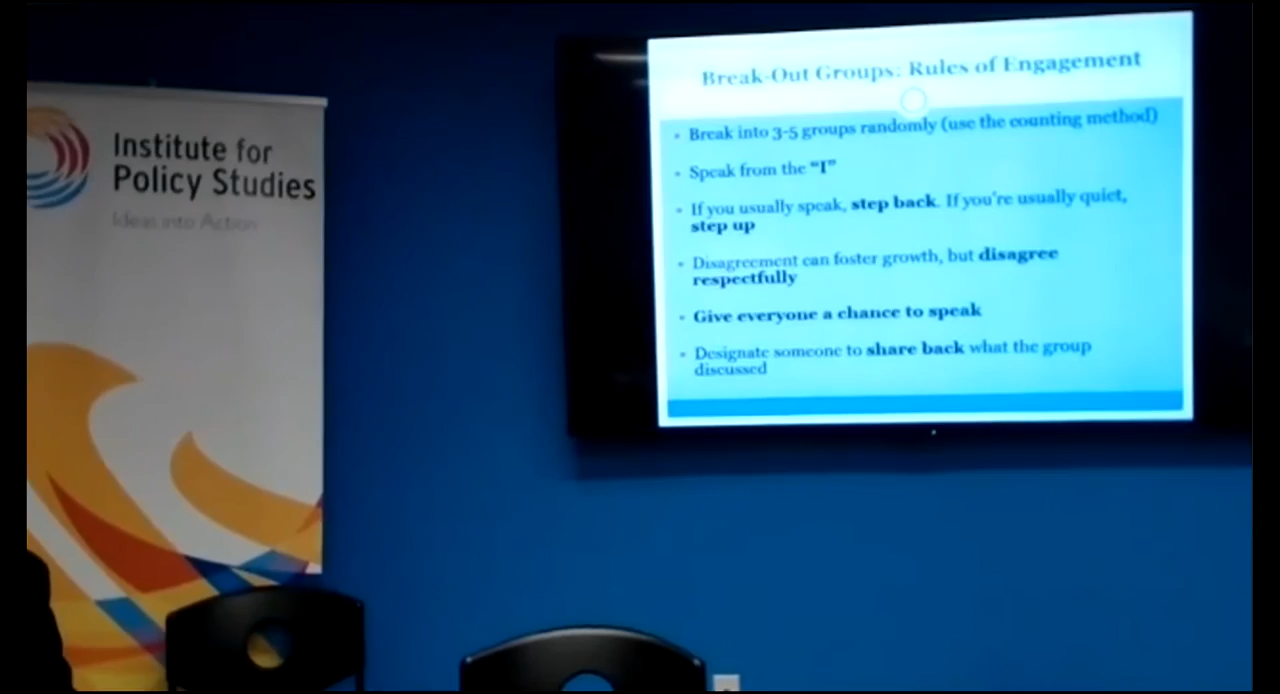 Institute for
Policy Studies
Ideas into Action
Break-Out Groups: Rules of Engagement
• Break into 3-5 groups randomly (use the counting method)
• Speak from the “I”
• If you usually speak, step back. If you're usually quiet,
step up
• Disagreement can foster growth, but disagree
respectfully
• Give everyone a chance to speak
• Designate someone to share back what the group
discussed